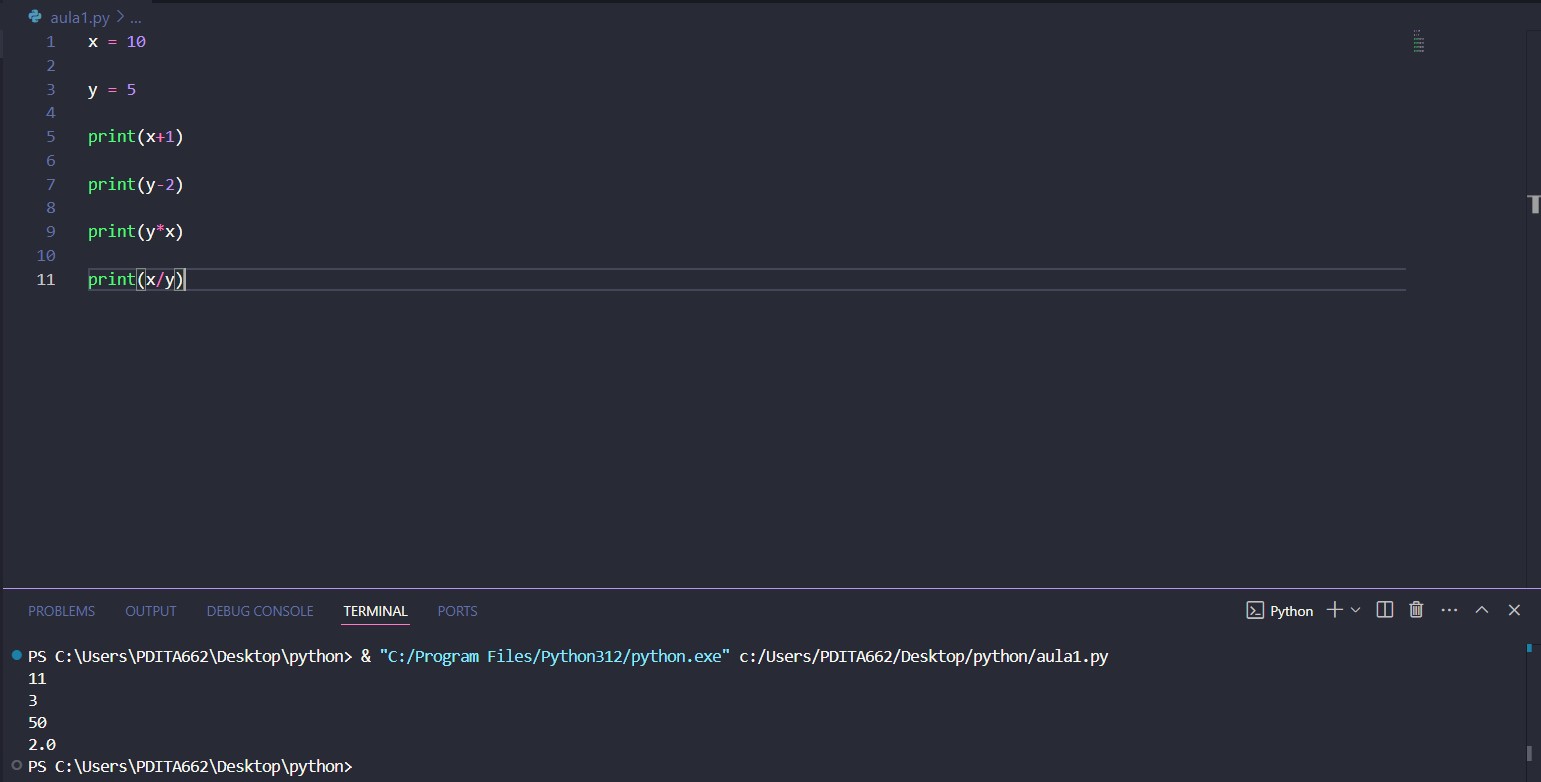 aula1.py > ...
1 x = 10
2
3 y = 5
4
5 print(x+1)
6
7 print(y-2)
8
9 print(y*x)
10
11 print(x/y)
PROBLEMS OUTPUT DEBUG CONSOLE TERMINAL PORTS Python
PS C:\Users\PDITA662\Desktop\python> & "C:/Program Files/Python312/python.exe" c:/Users/PDITA662/Desktop/python/aula1.py
11
3
50
2.0
PS C:\Users\PDITA662\Desktop\python>